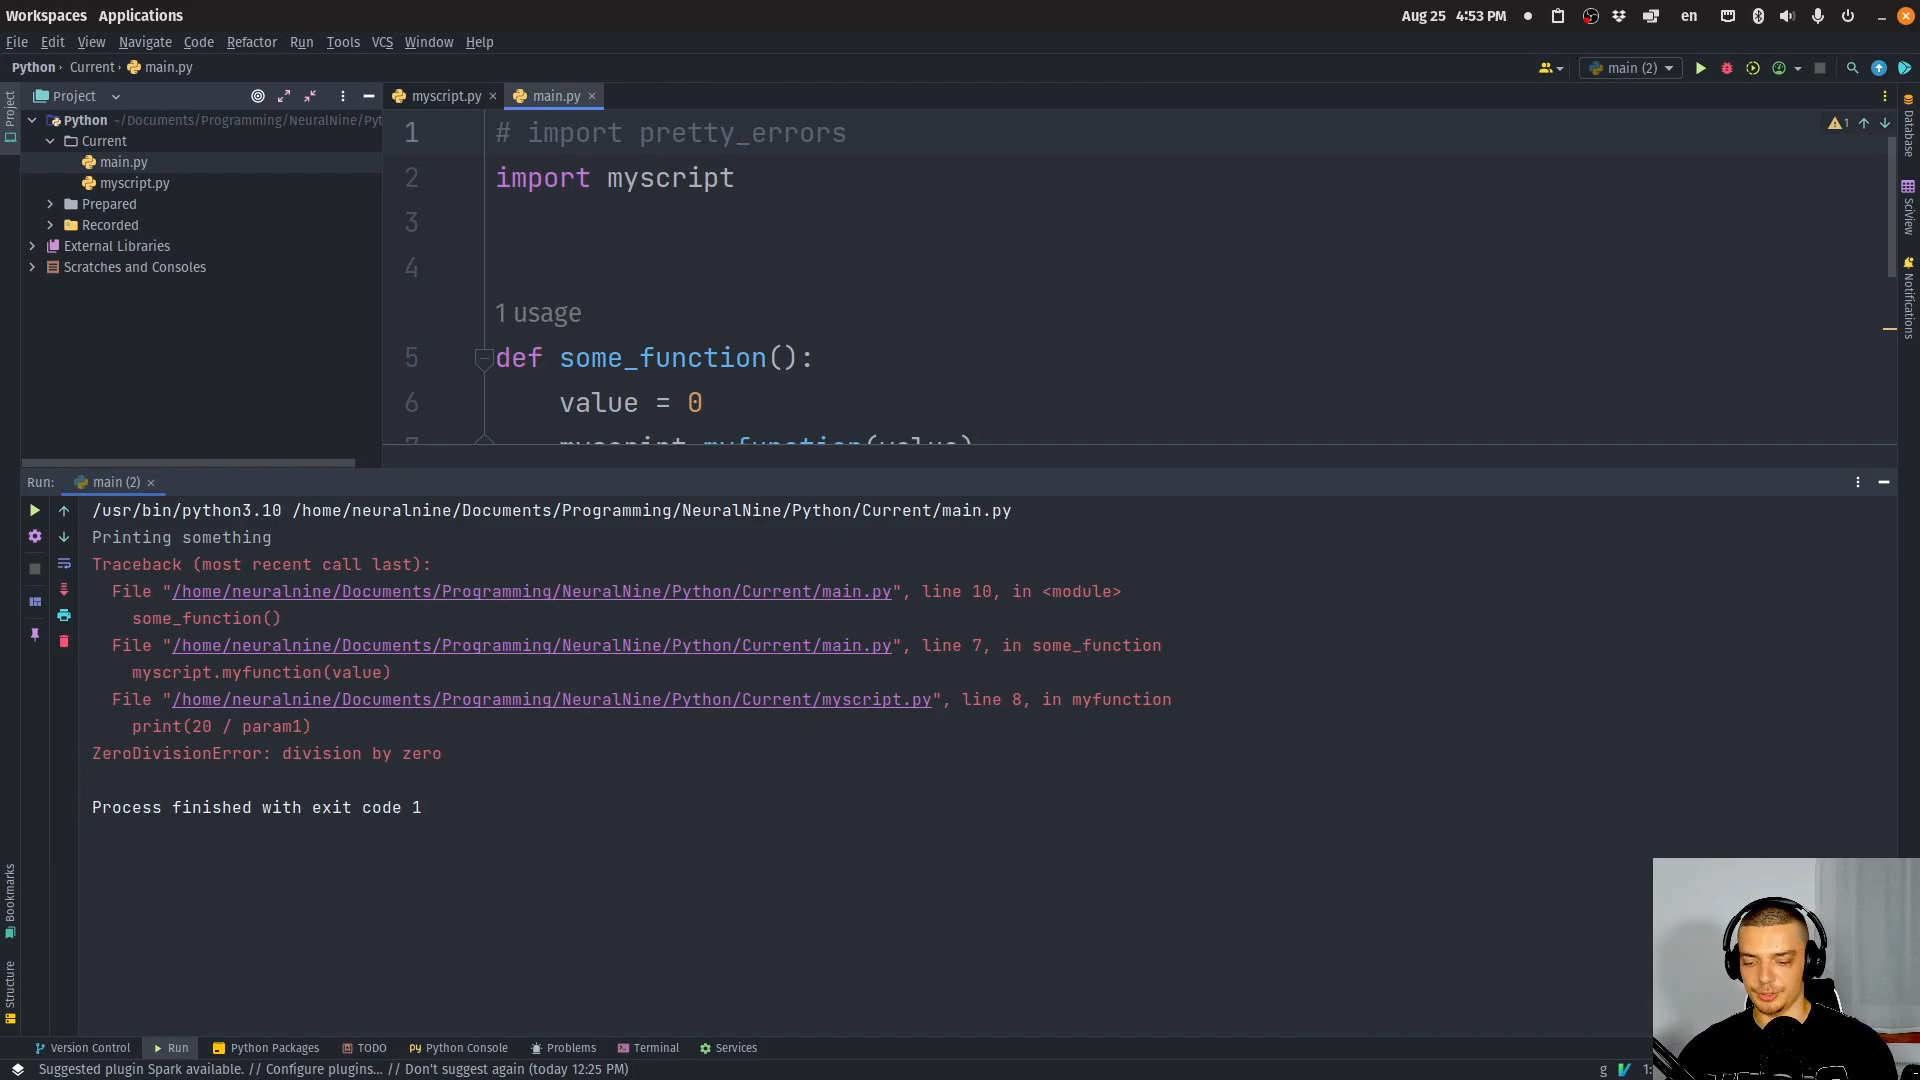 Workspaces Applications
Aug 25 4:53 PM
en
File Edit View Navigate Code Refactor Run Tools VCS Window Help
Python Current main.py
main (2)
Project
Project
myscript.py
main.py
Python ~/Documents/Programming/NeuralNine/Pyt
Current
main.py
myscript.py
Prepared
Recorded
External Libraries
Scratches and Consoles
1 # import pretty_errors
2 import myscript
3
4
1 usage
5 def some_function():
6 value = 0
7 myscript.myfunction(value)
1
Database
SciView
Notifications
Run: main (2)
/usr/bin/python3.10 /home/neuralnine/Documents/Programming/NeuralNine/Python/Current/main.py
Printing something
Traceback (most recent call last):
File "/home/neuralnine/Documents/Programming/NeuralNine/Python/Current/main.py", line 10, in <module>
some_function()
File "/home/neuralnine/Documents/Programming/NeuralNine/Python/Current/main.py", line 7, in some_function
myscript.myfunction(value)
File "/home/neuralnine/Documents/Programming/NeuralNine/Python/Current/myscript.py", line 8, in myfunction
print(20 / param1)
ZeroDivisionError: division by zero
Process finished with exit code 1
Bookmarks
Structure
Version Control Run Python Packages TODO Python Console Problems Terminal Services
Suggested plugin Spark available. // Configure plugins... // Don't suggest again (today 12:25 PM)
1: